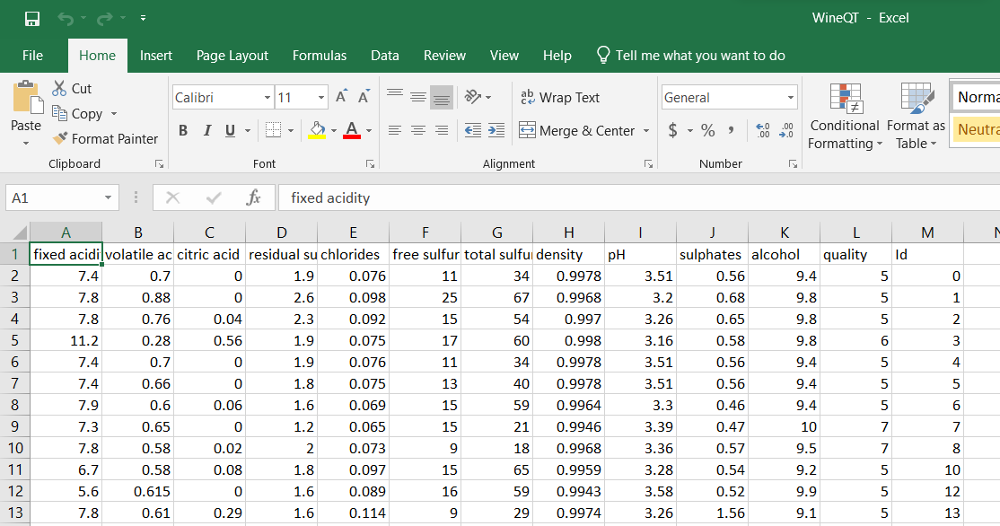 WineQT - Excel
File Home Insert Page Layout Formulas Data Review View Help Tell me what you want to do
Cut Calibri 11 A A ab Wrap Text General Norma
Copy Conditional Format as
Paste Format Painter B I U A Merge & Center $ % , .00 .0 .00 .0 Formatting Table Neutra
Clipboard Font Alignment Number
A1 fx fixed acidity
A B C D E F G H I J K L M N
1 fixed acidi volatile ac citric acid residual su chlorides free sulfur total sulfu density pH sulphates alcohol quality Id
2 7.4 0.7 0 1.9 0.076 11 34 0.9978 3.51 0.56 9.4 5 0
3 7.8 0.88 0 2.6 0.098 25 67 0.9968 3.2 0.68 9.8 5 1
4 7.8 0.76 0.04 2.3 0.092 15 54 0.997 3.26 0.65 9.8 5 2
5 11.2 0.28 0.56 1.9 0.075 17 60 0.998 3.16 0.58 9.8 6 3
6 7.4 0.7 0 1.9 0.076 11 34 0.9978 3.51 0.56 9.4 5 4
7 7.4 0.66 0 1.8 0.075 13 40 0.9978 3.51 0.56 9.4 5 5
8 7.9 0.6 0.06 1.6 0.069 15 59 0.9964 3.3 0.46 9.4 5 6
9 7.3 0.65 0 1.2 0.065 15 21 0.9946 3.39 0.47 10 7 7
10 7.8 0.58 0.02 2 0.073 9 18 0.9968 3.36 0.57 9.5 7 8
11 6.7 0.58 0.08 1.8 0.097 15 65 0.9959 3.28 0.54 9.2 5 10
12 5.6 0.615 0 1.6 0.089 16 59 0.9943 3.58 0.52 9.9 5 12
13 7.8 0.61 0.29 1.6 0.114 9 29 0.9974 3.26 1.56 9.1 5 13